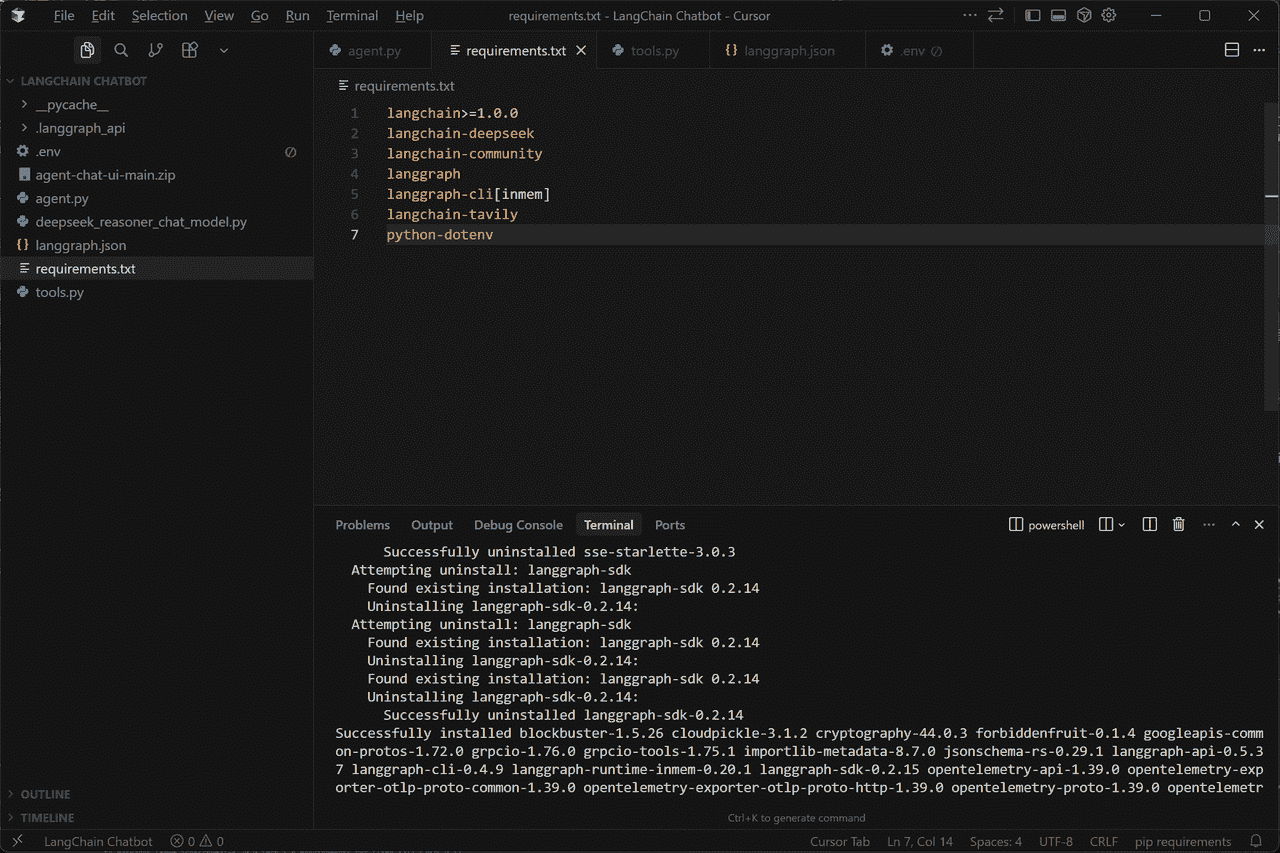 File Edit Selection View Go Run Terminal Help requirements.txt - LangChain Chatbot - Cursor
agent.py requirements.txt tools.py langgraph.json .env
LANGCHAIN CHATBOT
__pycache__
.langgraph_api
.env
agent-chat-ui-main.zip
agent.py
deepseek_reasoner_chat_model.py
langgraph.json
requirements.txt
tools.py
OUTLINE
TIMELINE
requirements.txt
1 langchain>=1.0.0
2 langchain-deepseek
3 langchain-community
4 langgraph
5 langgraph-cli[inmem]
6 langchain-tavily
7 python-dotenv
Problems Output Debug Console Terminal Ports powershell
Successfully uninstalled sse-starlette-3.0.3
Attempting uninstall: langgraph-sdk
Found existing installation: langgraph-sdk 0.2.14
Uninstalling langgraph-sdk-0.2.14:
Attempting uninstall: langgraph-sdk
Found existing installation: langgraph-sdk 0.2.14
Uninstalling langgraph-sdk-0.2.14:
Found existing installation: langgraph-sdk 0.2.14
Uninstalling langgraph-sdk-0.2.14:
Successfully uninstalled langgraph-sdk-0.2.14
Successfully installed blockbuster-1.5.26 cloudpickle-3.1.2 cryptography-44.0.3 forbiddenfruit-0.1.4 googleapis-comm
on-protos-1.72.0 grpcio-1.76.0 grpcio-tools-1.75.1 importlib-metadata-8.7.0 jsonschema-rs-0.29.1 langgraph-api-0.5.3
7 langgraph-cli-0.4.9 langgraph-runtime-inmem-0.20.1 langgraph-sdk-0.2.15 opentelemetry-api-1.39.0 opentelemetry-exp
orter-otlp-proto-common-1.39.0 opentelemetry-exporter-otlp-proto-http-1.39.0 opentelemetry-proto-1.39.0 opentelemetr
Ctrl+K to generate command
LangChain Chatbot 0 0 Cursor Tab Ln 7, Col 14 Spaces: 4 UTF-8 CRLF pip requirements